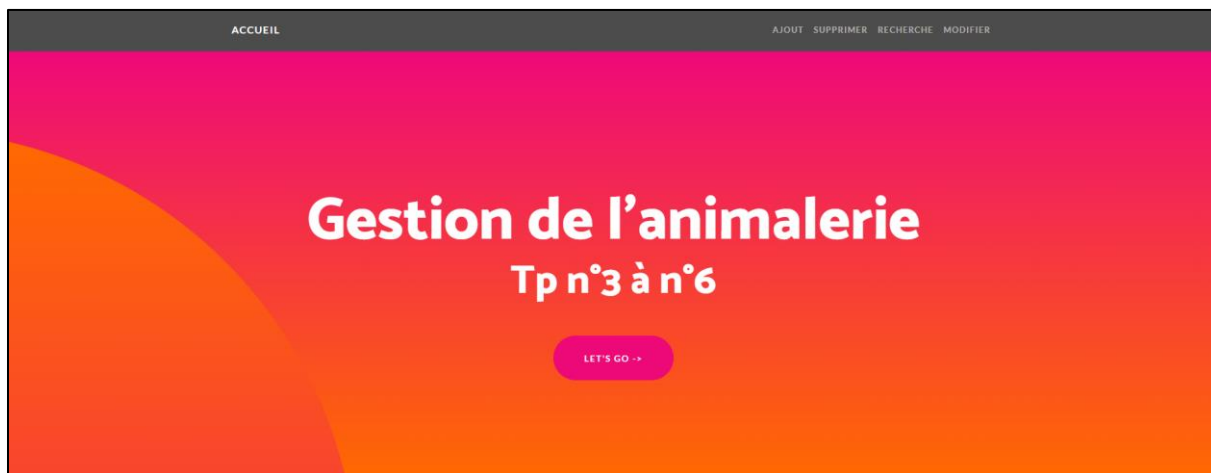 ACCUEIL AJOUT SUPPRIMER RECHERCHE MODIFIER
Gestion de l'animalerie
Tp n°3 à n°6
LET'S GO ->